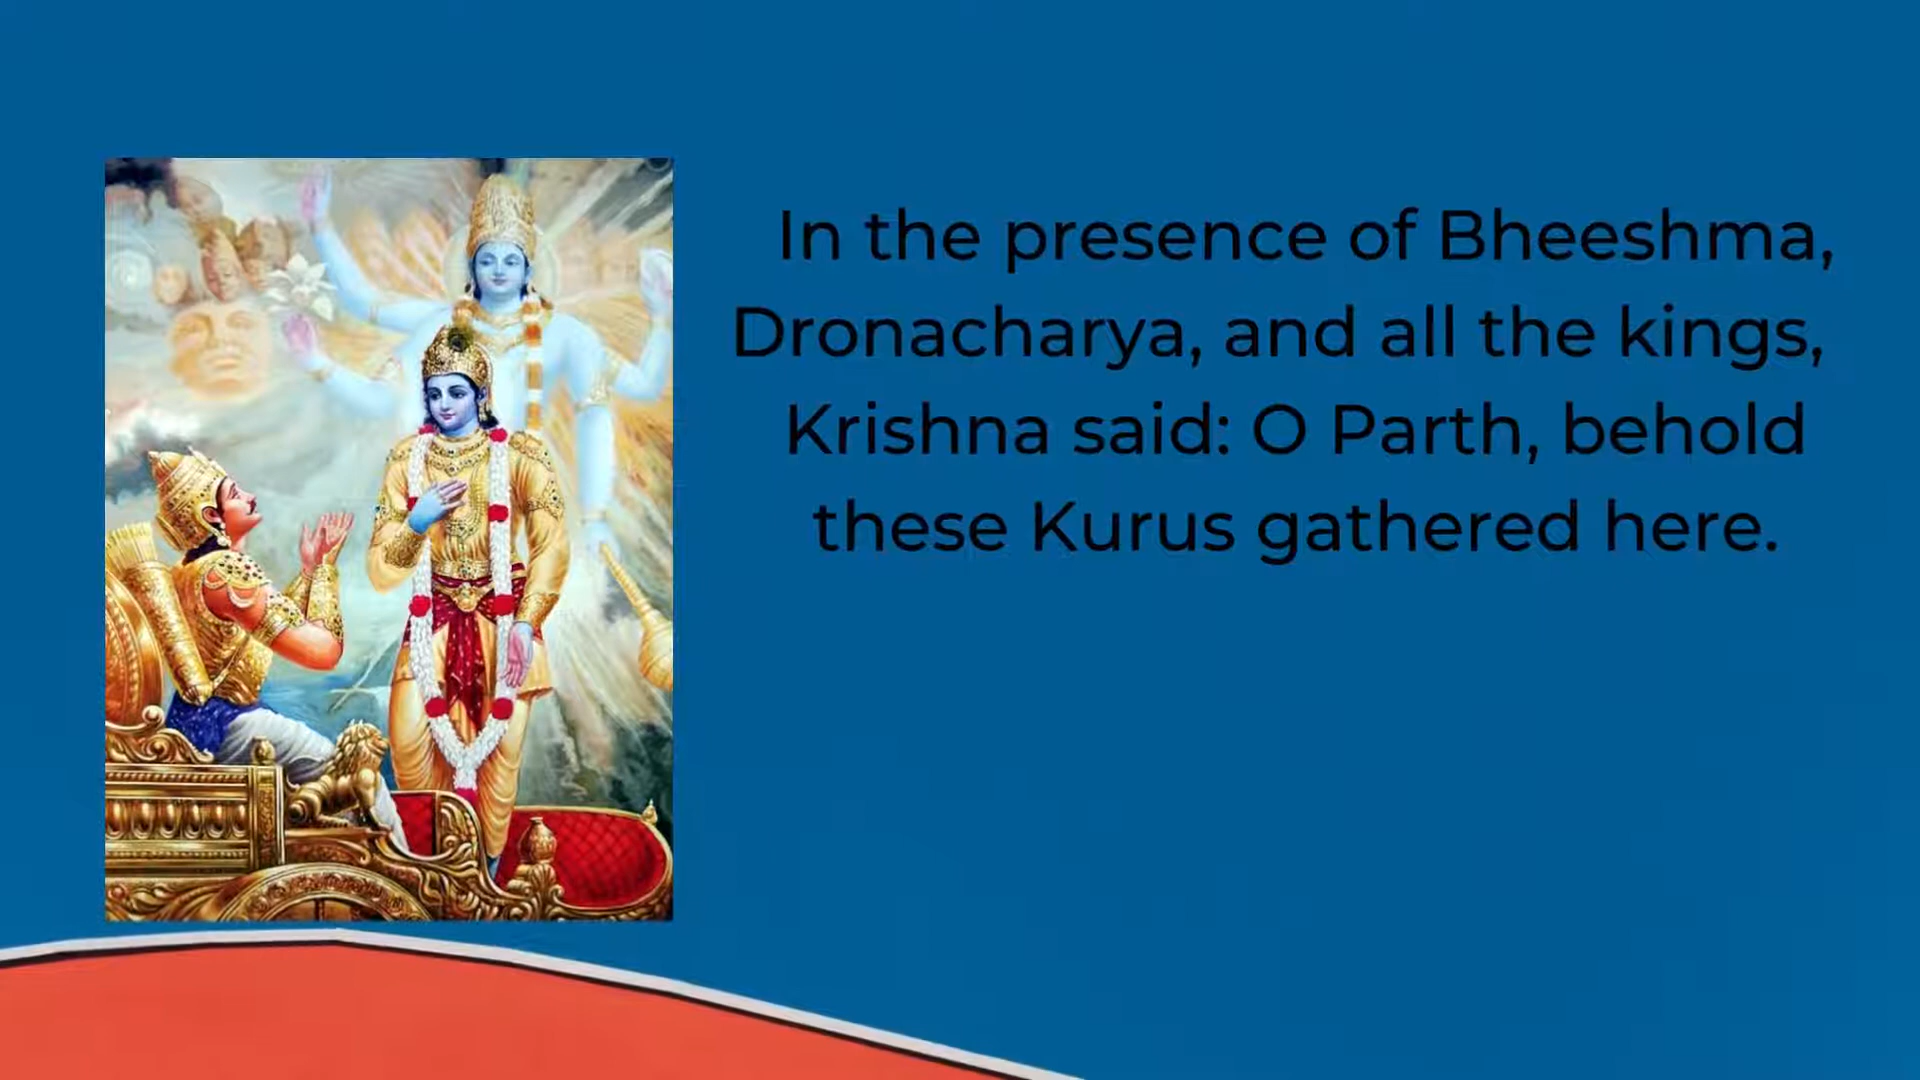 In the presence of Bheeshma,
Dronacharya, and all the kings,
Krishna said: O Parth, behold
these Kurus gathered here.